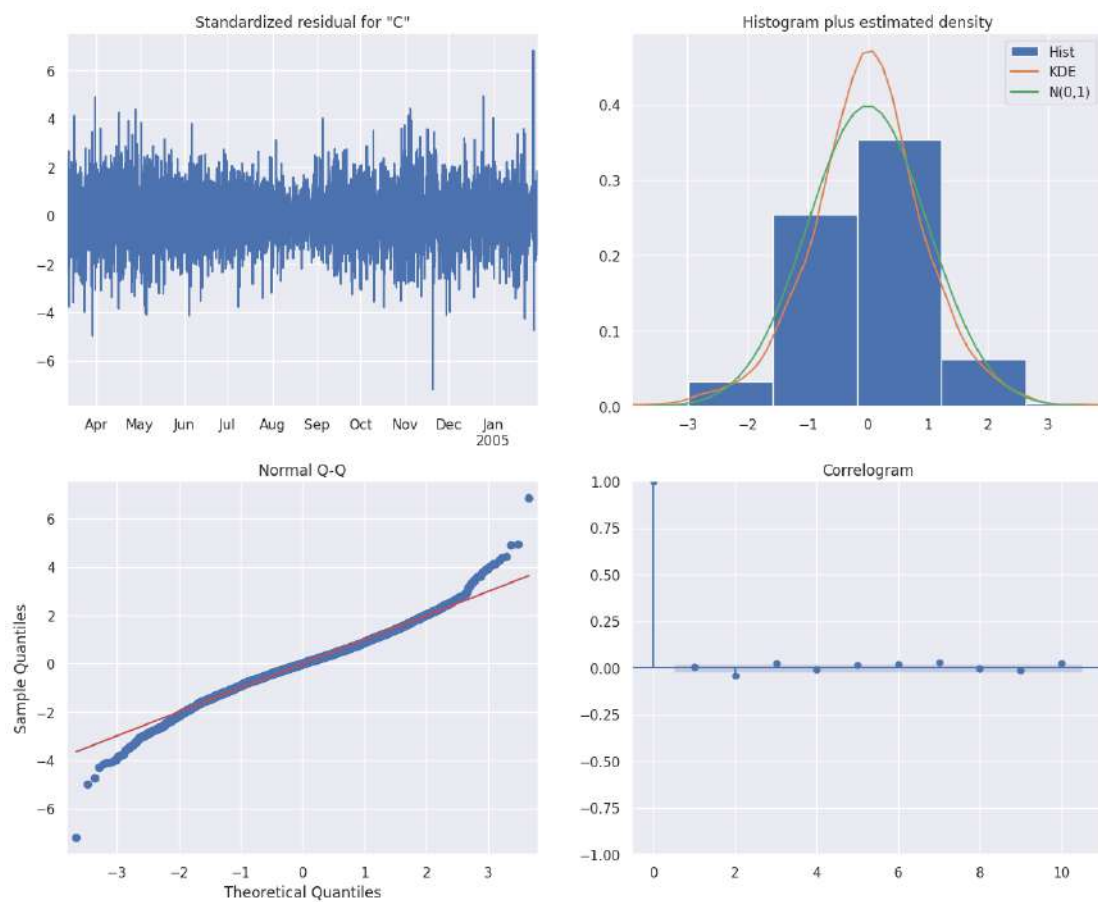 Standardized residual for "C"
6
4
2
0
−2
−4
−6
Apr May Jun Jul Aug Sep Oct Nov Dec Jan
2005
Histogram plus estimated density
Hist
KDE
N(0,1)
0.4
0.3
0.2
0.1
0.0
−3 −2 −1 0 1 2 3
Normal Q-Q
Sample Quantiles
6
4
2
0
−2
−4
−6
−3 −2 −1 0 1 2 3
Theoretical Quantiles
Correlogram
1.00
0.75
0.50
0.25
0.00
−0.25
−0.50
−0.75
−1.00
0 2 4 6 8 10